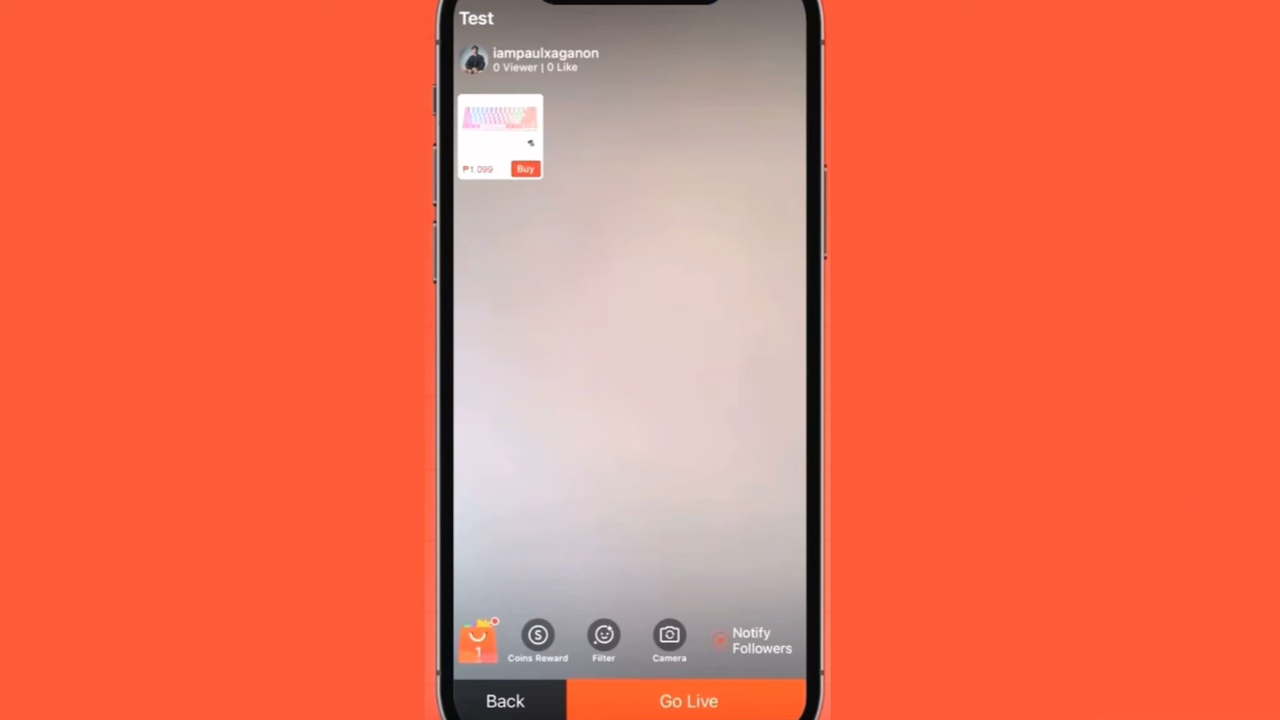 Test
iampaulxaganon
0 Viewer | 0 Like
₱1,099
Buy
1
Coins Reward
Filter
Camera
Notify
Followers
Back
Go Live